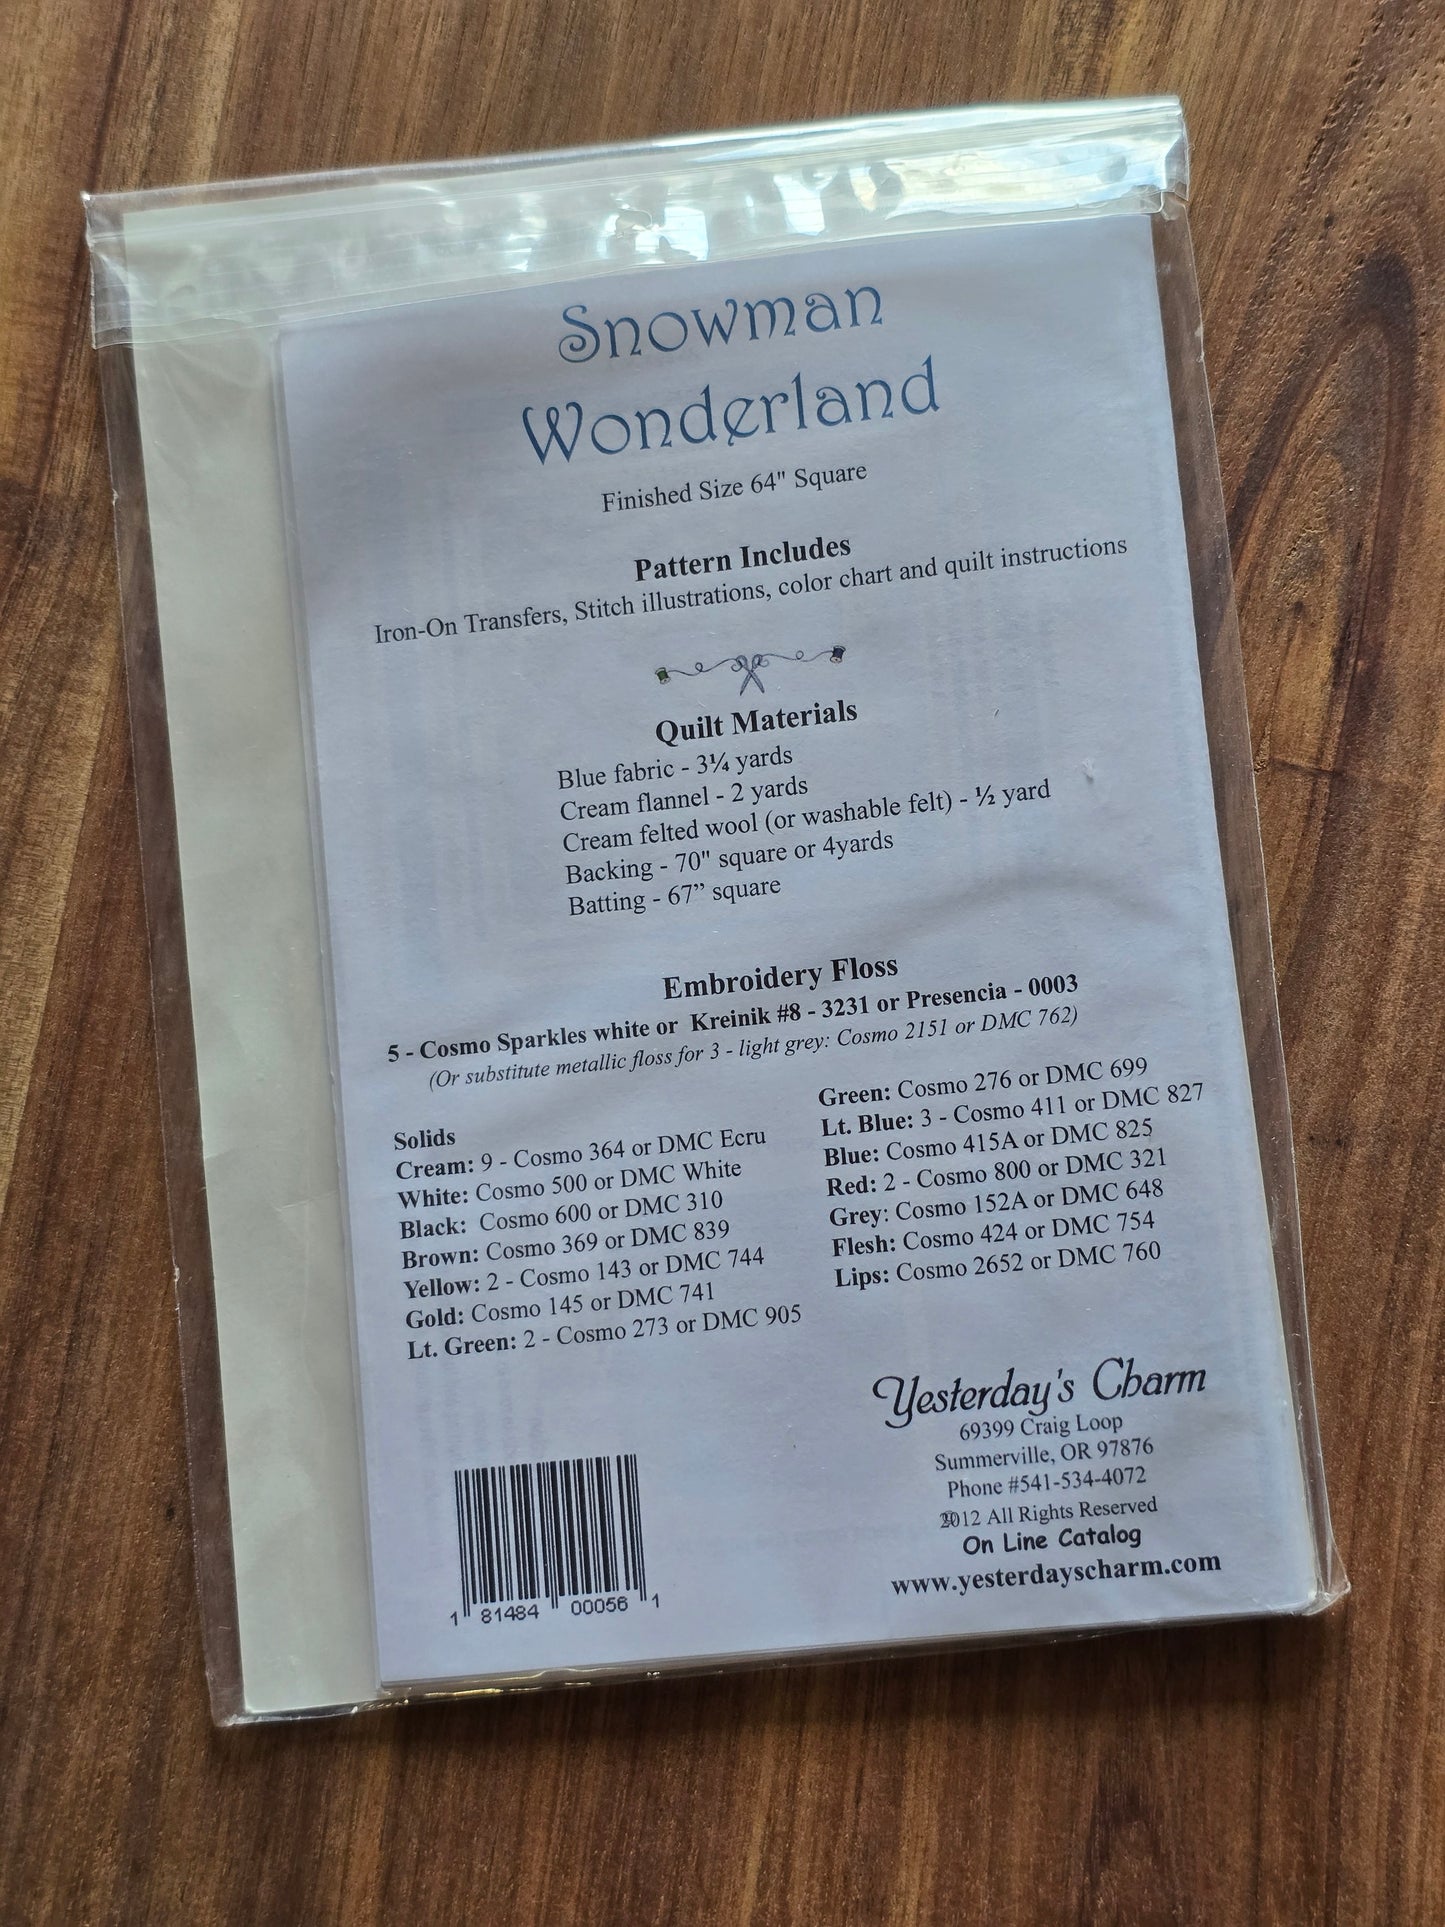 Snowman
Wonderland
Finished Size 64" Square
Pattern Includes
Iron-On Transfers, Stitch illustrations, color chart and quilt instructions
Quilt Materials
Blue fabric - 3¼ yards
Cream flannel - 2 yards
Cream felted wool (or washable felt) - ½ yard
Backing - 70" square or 4yards
Batting - 67” square
Embroidery Floss
5 - Cosmo Sparkles white or  Kreinik #8 - 3231 or Presencia - 0003
(Or substitute metallic floss for 3 - light grey: Cosmo 2151 or DMC 762)
Solids
Cream: 9 - Cosmo 364 or DMC Ecru
White: Cosmo 500 or DMC White
Black:  Cosmo 600 or DMC 310
Brown: Cosmo 369 or DMC 839
Yellow: 2 - Cosmo 143 or DMC 744
Gold: Cosmo 145 or DMC 741
Lt. Green: 2 - Cosmo 273 or DMC 905
Green: Cosmo 276 or DMC 699
Lt. Blue: 3 - Cosmo 411 or DMC 827
Blue: Cosmo 415A or DMC 825
Red: 2 - Cosmo 800 or DMC 321
Grey: Cosmo 152A or DMC 648
Flesh: Cosmo 424 or DMC 754
Lips: Cosmo 2652 or DMC 760
Yesterday's Charm
69399 Craig Loop
Summerville, OR 97876
Phone #541-534-4072
©2012 All Rights Reserved
On Line Catalog
www.yesterdayscharm.com
1 81484 00056 1